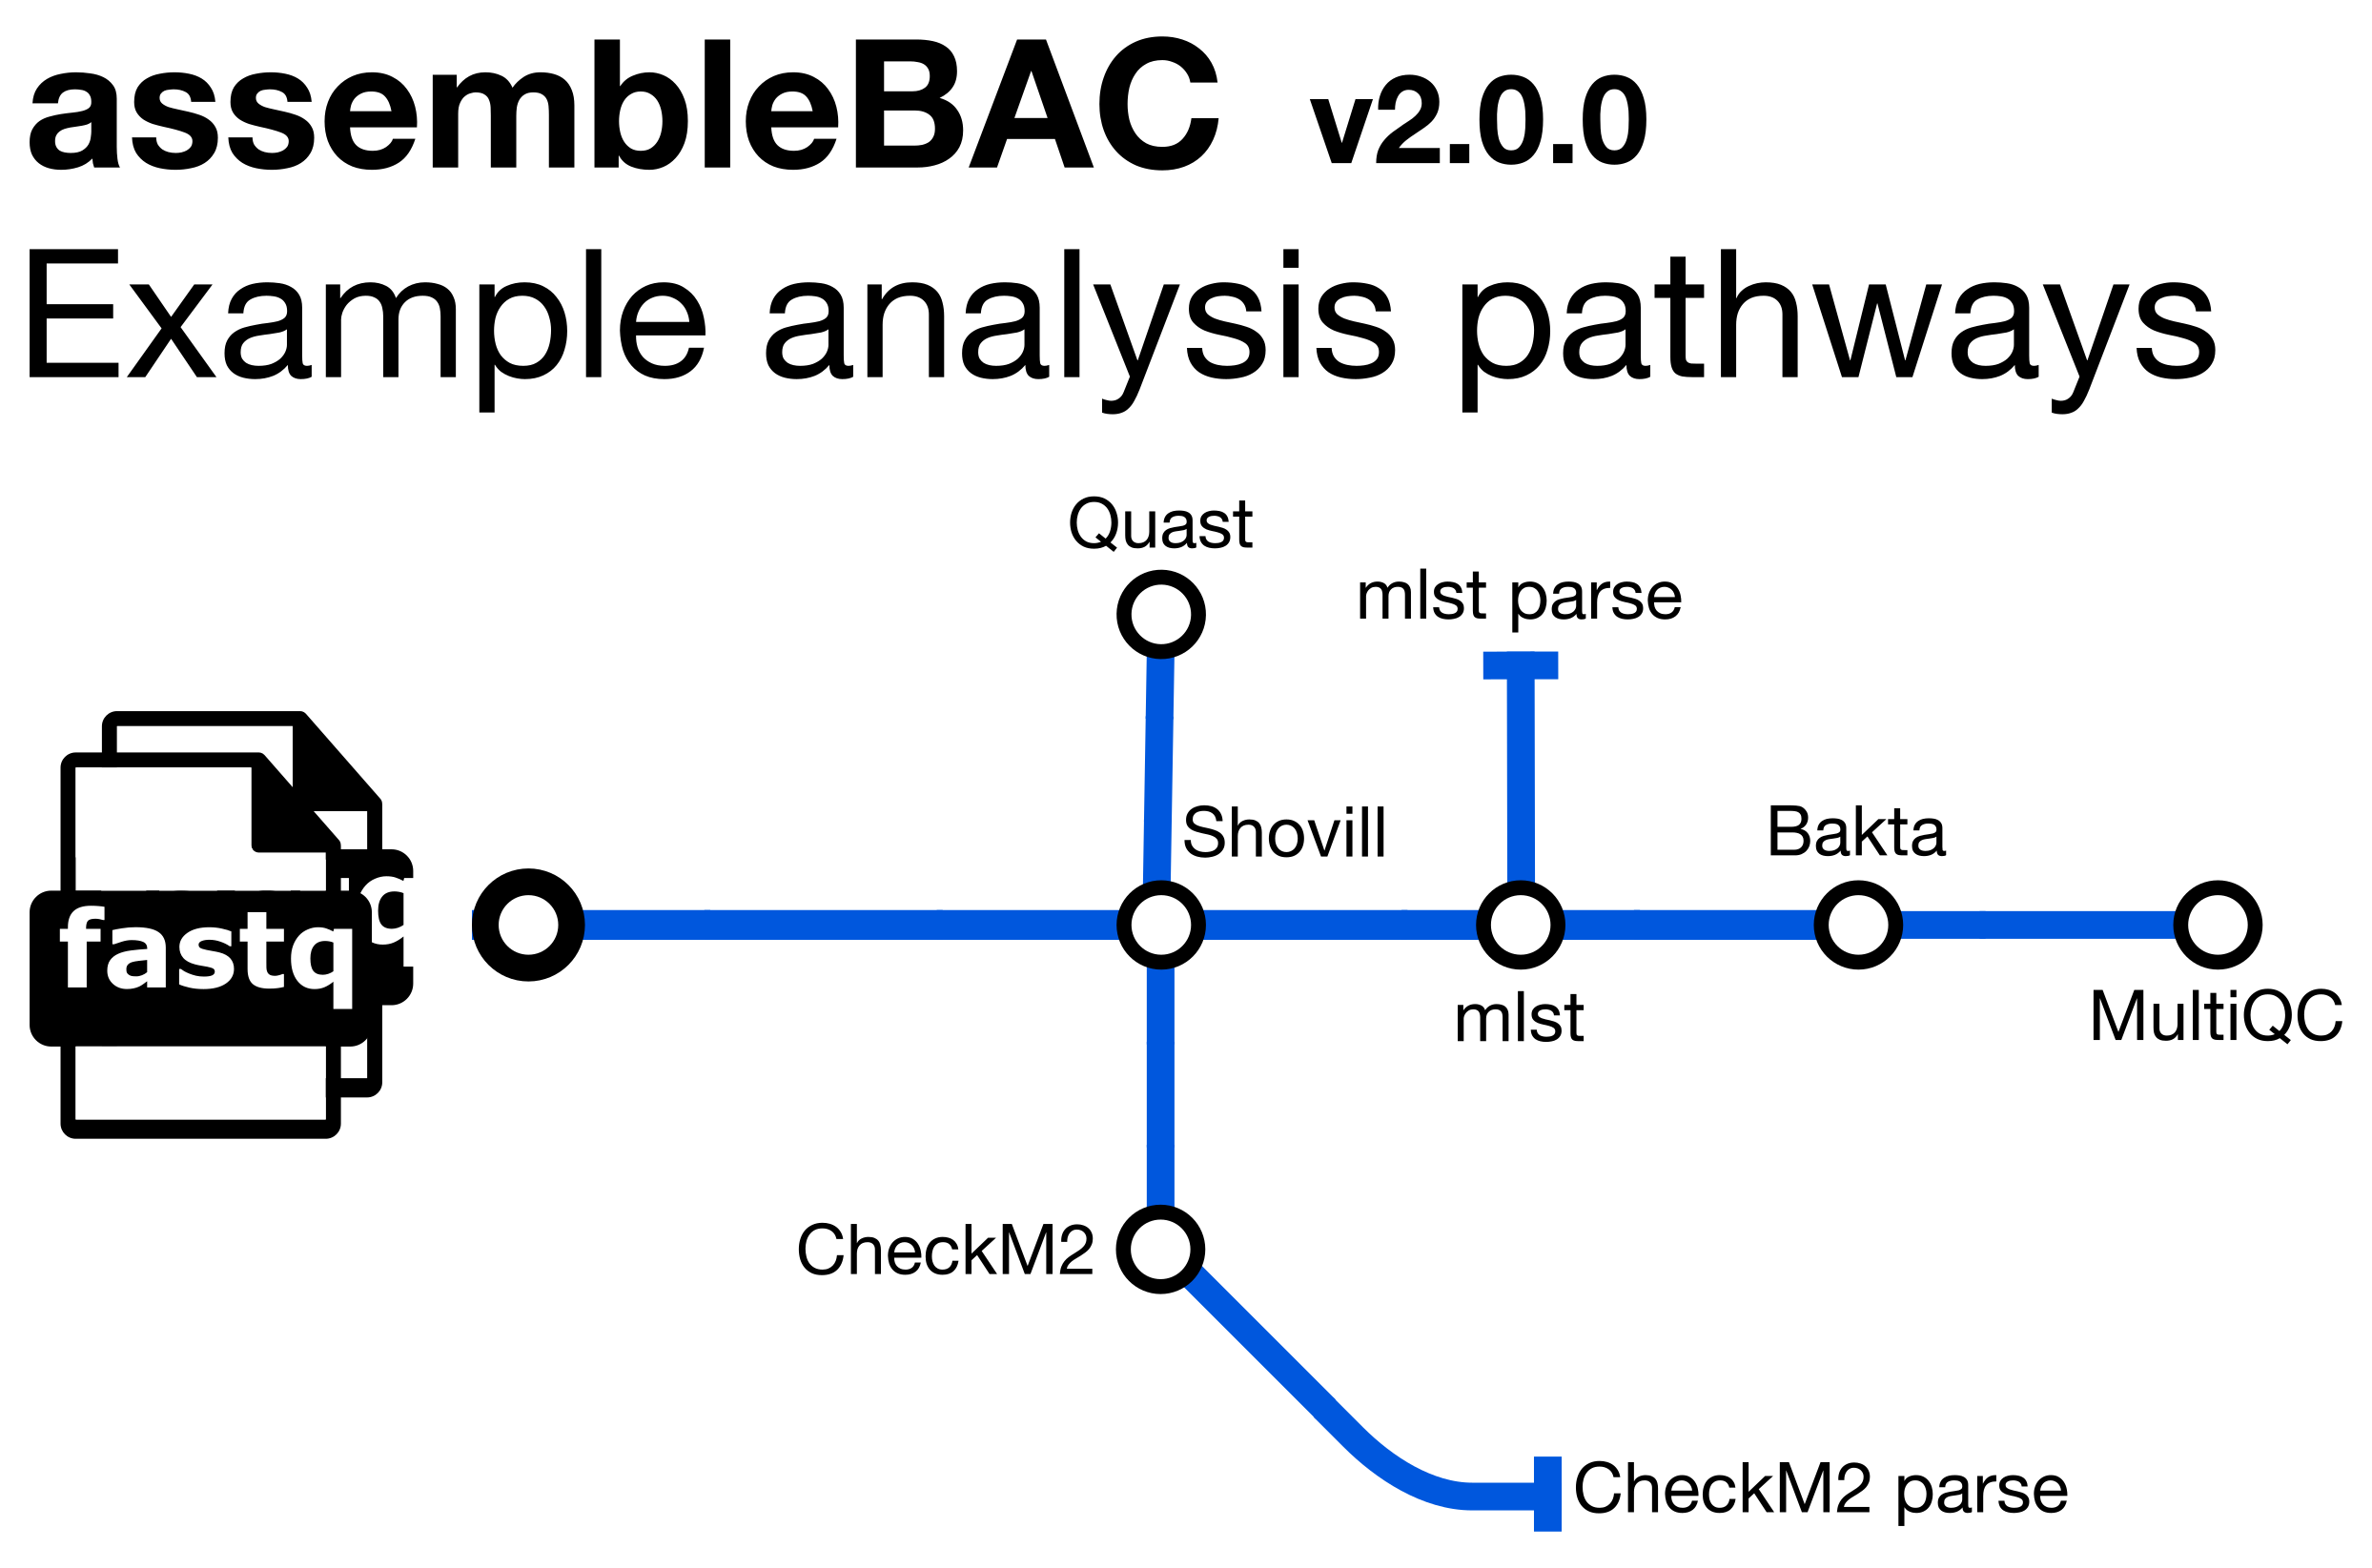 assembleBAC v2.0.0
Example analysis pathways
Quast
mlst parse
Shovill
Bakta
fastq
mlst
MultiQC
CheckM2
CheckM2 parse